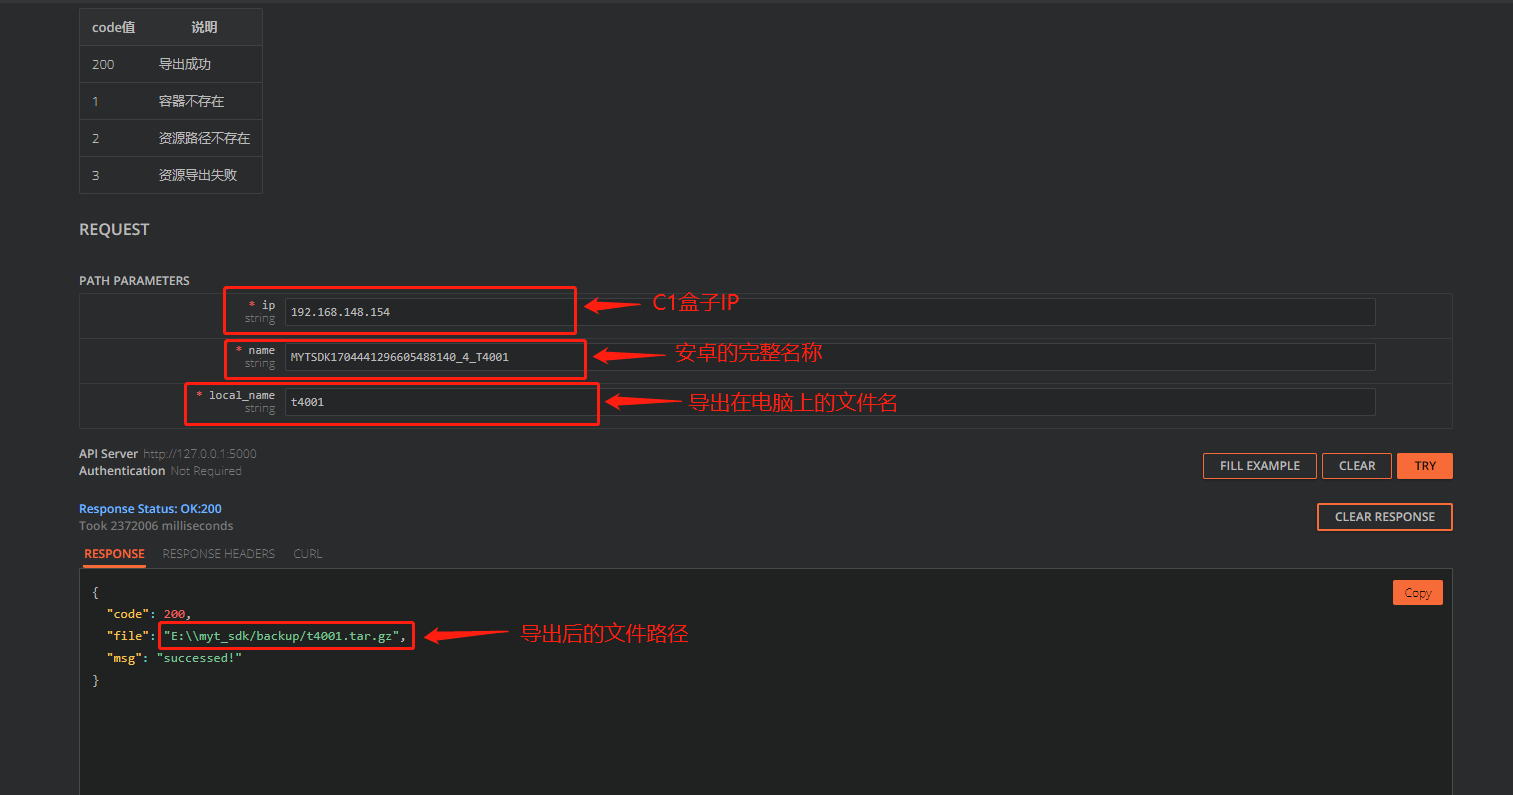 code值 说明
200 导出成功
1 容器不存在
2 资源路径不存在
3 资源导出失败
REQUEST
PATH PARAMETERS
* ip
string
192.168.148.154
C1盒子IP
* name
string
MYTSDK1704441296605488140_4_T4001
安卓的完整名称
* local_name
string
t4001
导出在电脑上的文件名
API Server http://127.0.0.1:5000
Authentication Not Required
FILL EXAMPLE CLEAR TRY
Response Status: OK:200
Took 2372006 milliseconds
CLEAR RESPONSE
RESPONSE RESPONSE HEADERS CURL
Copy
{
"code": 200,
"file": "E:\\myt_sdk/backup/t4001.tar.gz", 导出后的文件路径
"msg": "successed!"
}